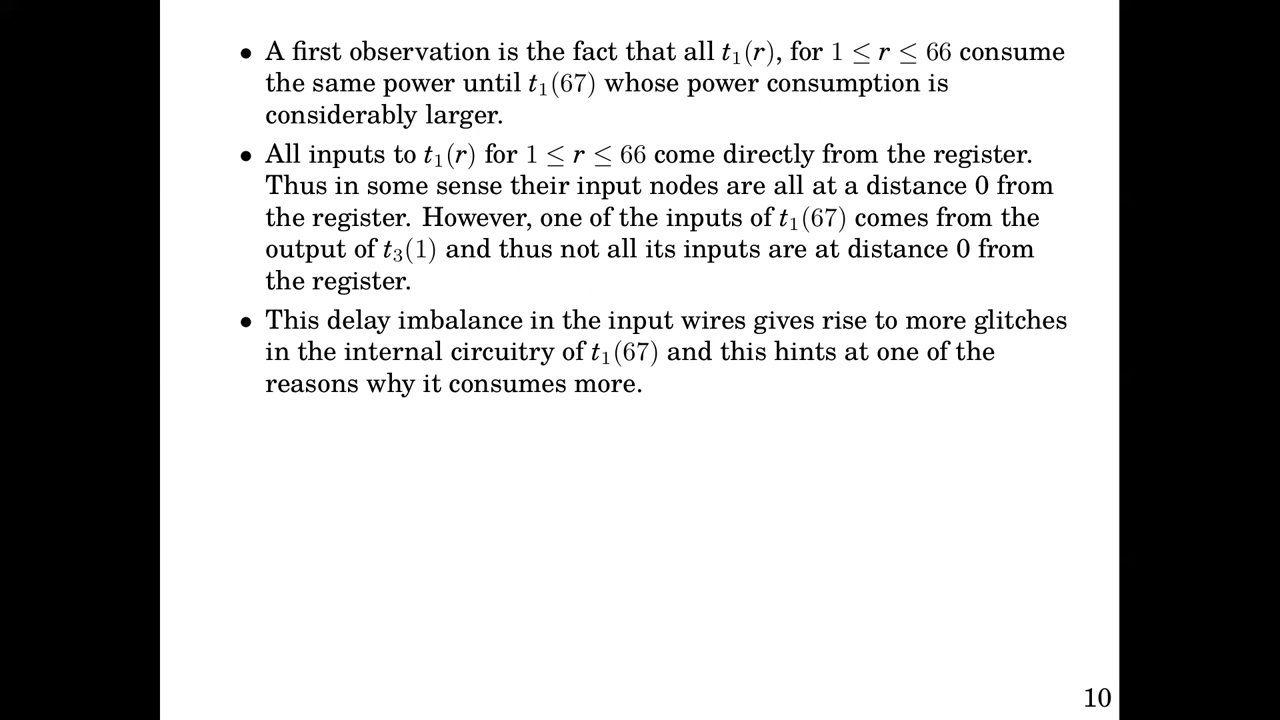 • A first observation is the fact that all t₁(r), for 1 ≤ r ≤ 66 consume
the same power until t₁(67) whose power consumption is
considerably larger.
• All inputs to t₁(r) for 1 ≤ r ≤ 66 come directly from the register.
Thus in some sense their input nodes are all at a distance 0 from
the register. However, one of the inputs of t₁(67) comes from the
output of t₃(1) and thus not all its inputs are at distance 0 from
the register.
• This delay imbalance in the input wires gives rise to more glitches
in the internal circuitry of t₁(67) and this hints at one of the
reasons why it consumes more.
10